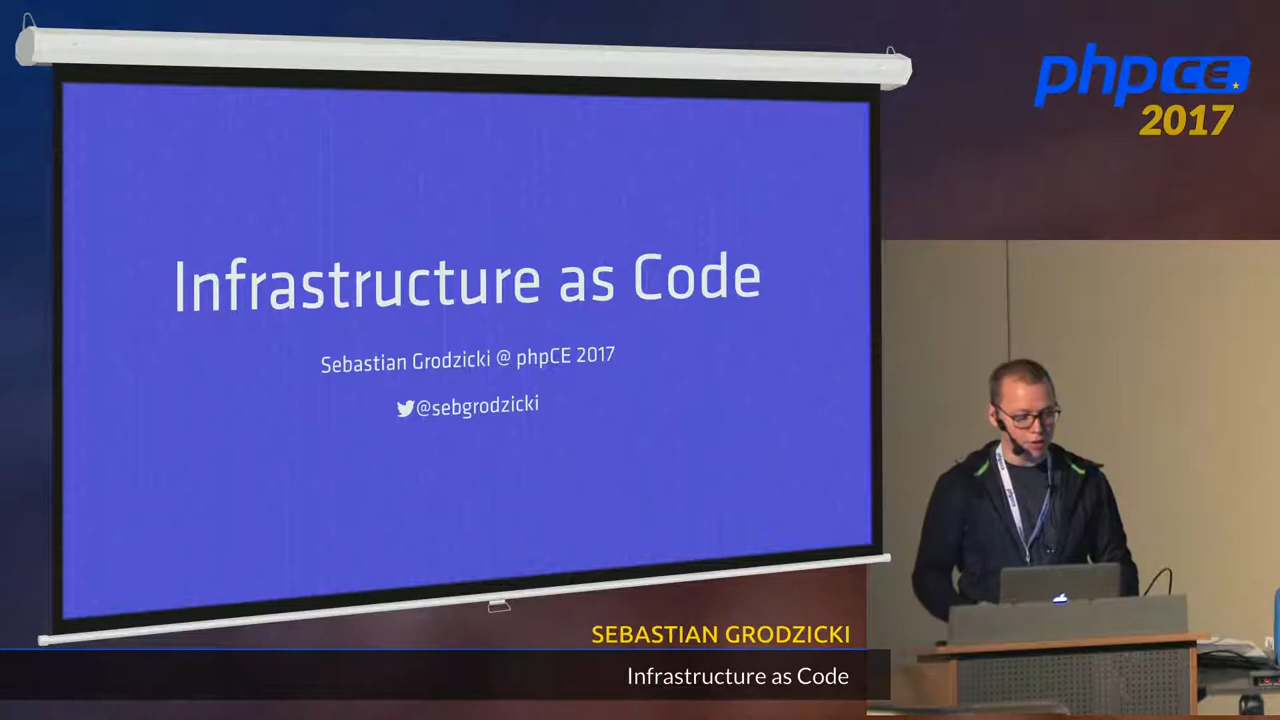 phpCE
2017
Infrastructure as Code
Sebastian Grodzicki @ phpCE 2017
@sebgrodzicki
SEBASTIAN GRODZICKI
Infrastructure as Code